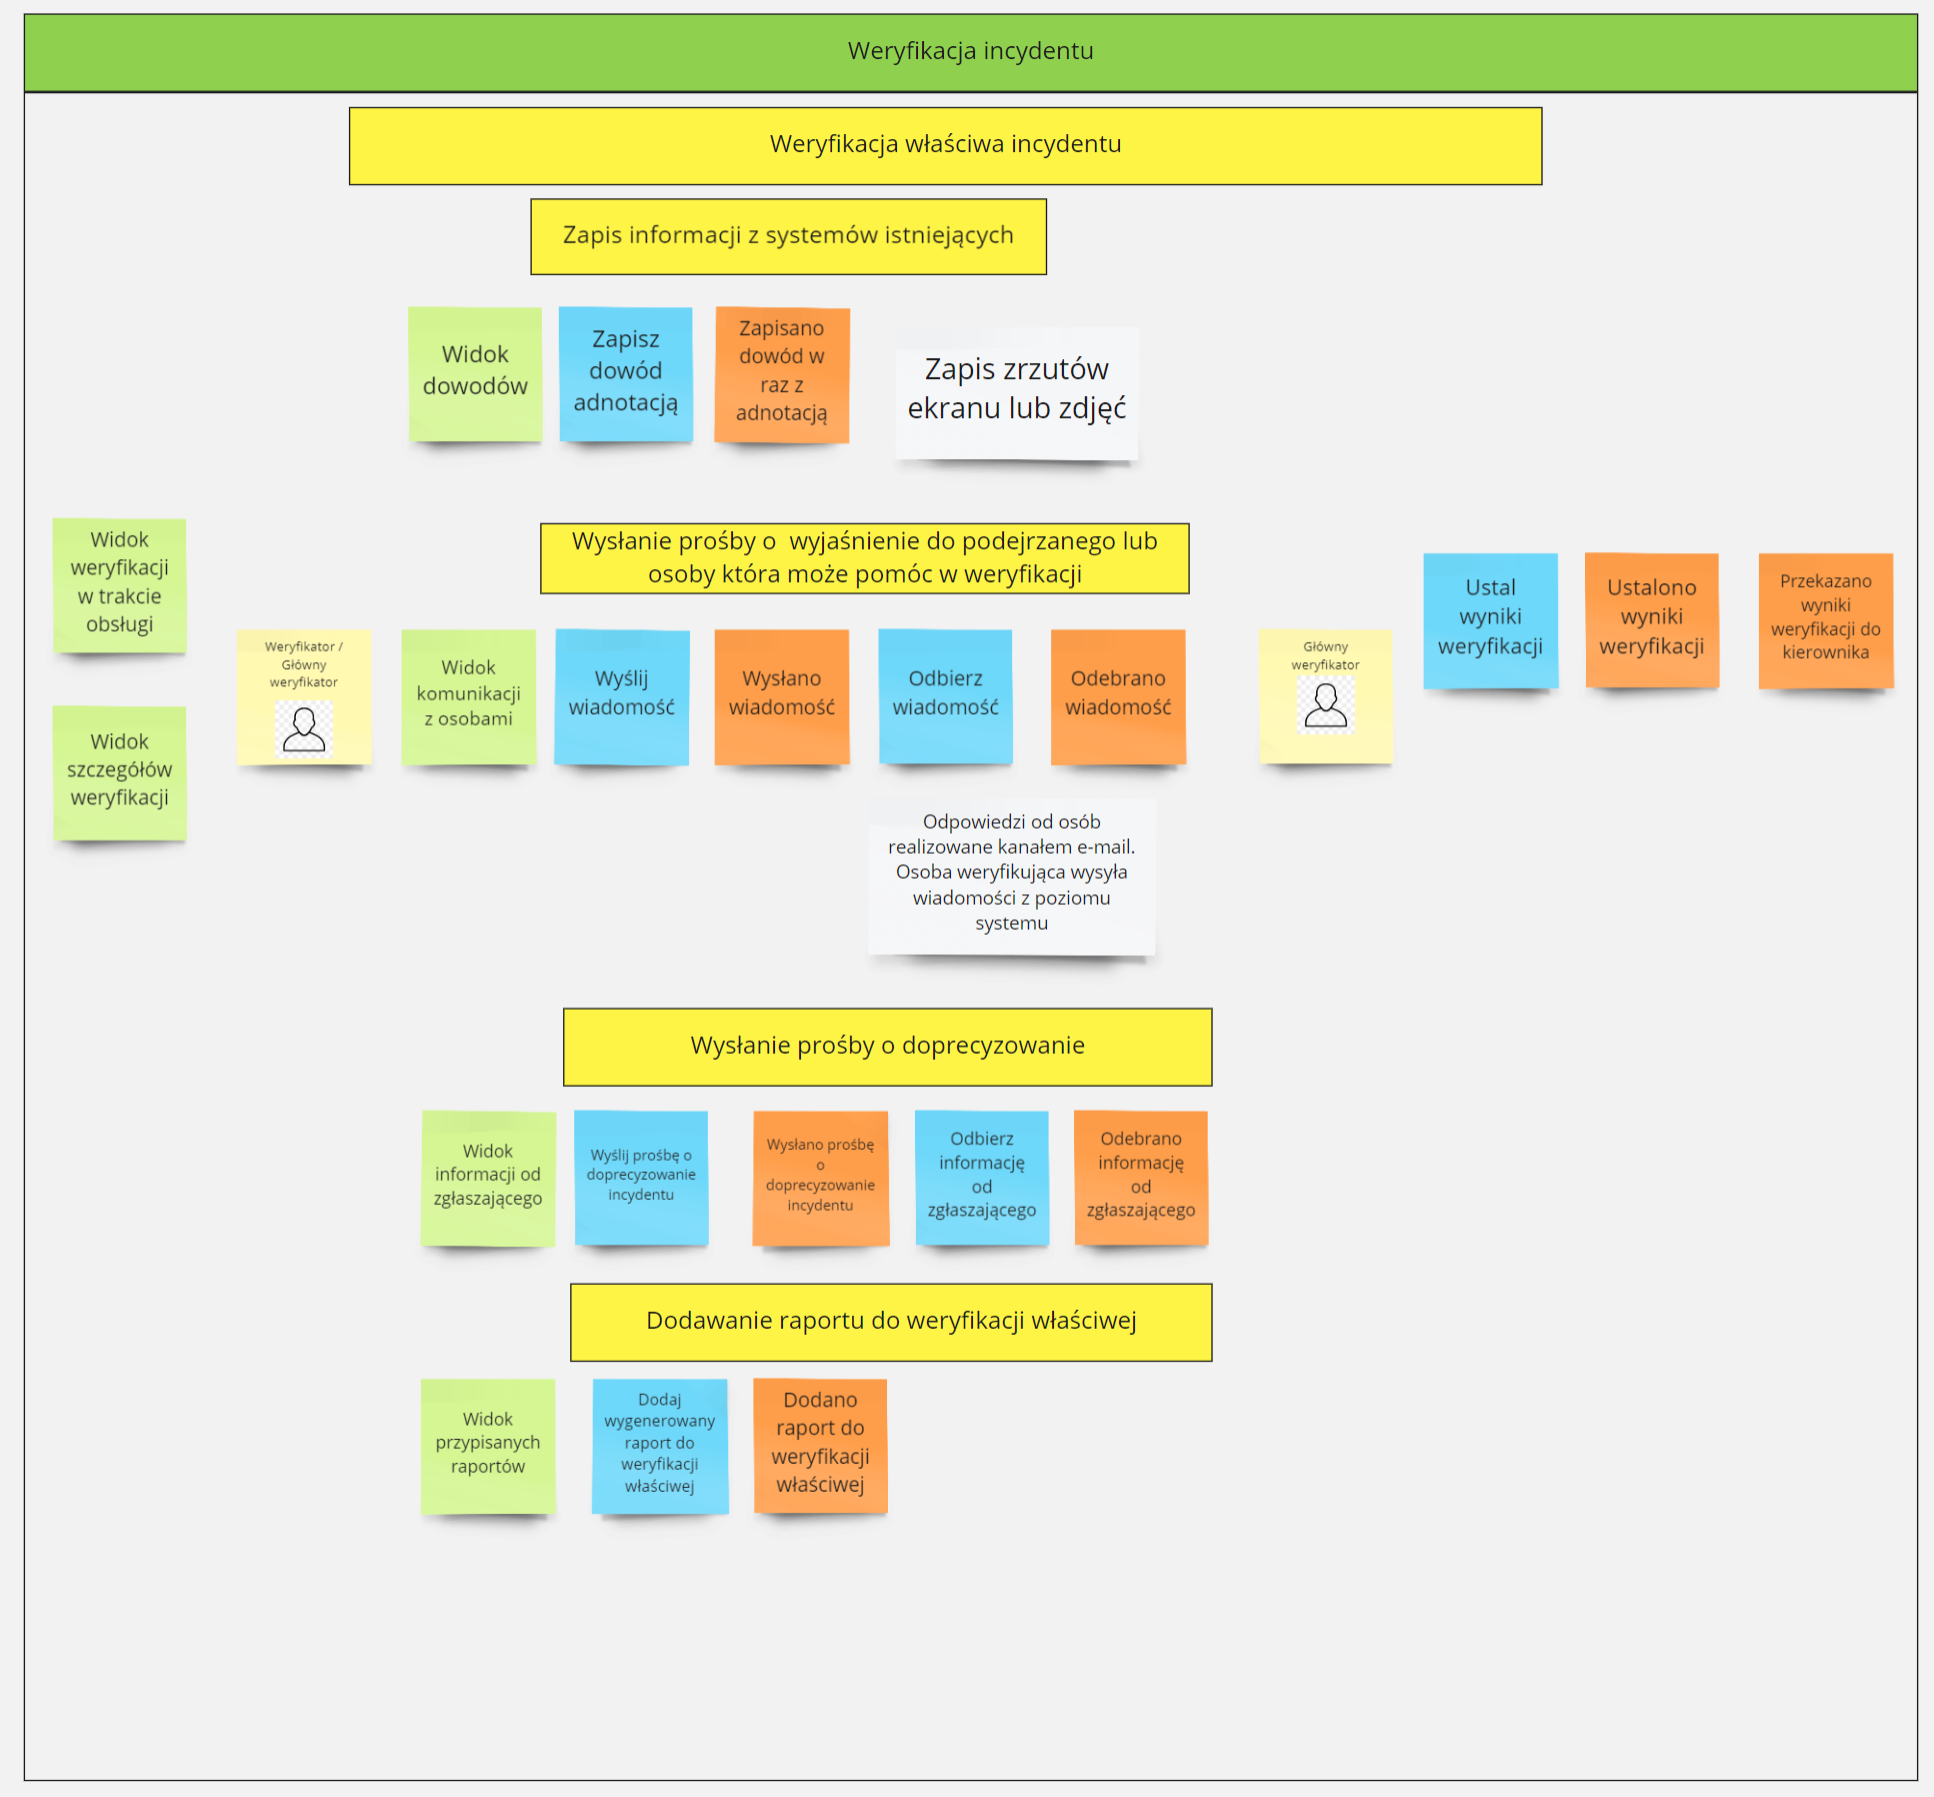 Weryfikacja incydentu
Weryfikacja właściwa incydentu
Zapis informacji z systemów istniejących
Widok
dowodów
Zapisz
dowód
adnotacją
Zapisano
dowód w
raz z
adnotacją
Zapis zrzutów
ekranu lub zdjęć
Widok
weryfikacji
w trakcie
obsługi
Widok
szczegółów
weryfikacji
Weryfikator /
Główny
weryfikator
Wysłanie prośby o  wyjaśnienie do podejrzanego lub
osoby która może pomóc w weryfikacji
Widok
komunikacji
z osobami
Wyślij
wiadomość
Wysłano
wiadomość
Odbierz
wiadomość
Odebrano
wiadomość
Odpowiedzi od osób
realizowane kanałem e-mail.
Osoba weryfikująca wysyła
wiadomości z poziomu
systemu
Główny
weryfikator
Ustal
wyniki
weryfikacji
Ustalono
wyniki
weryfikacji
Przekazano
wyniki
weryfikacji do
kierownika
Wysłanie prośby o doprecyzowanie
Widok
informacji od
zgłaszającego
Wyślij prośbę o
doprecyzowanie
incydentu
Wysłano prośbę
o
doprecyzowanie
incydentu
Odbierz
informację
od
zgłaszającego
Odebrano
informację
od
zgłaszającego
Dodawanie raportu do weryfikacji właściwej
Widok
przypisanych
raportów
Dodaj
wygenerowany
raport do
weryfikacji
właściwej
Dodano
raport do
weryfikacji
właściwej